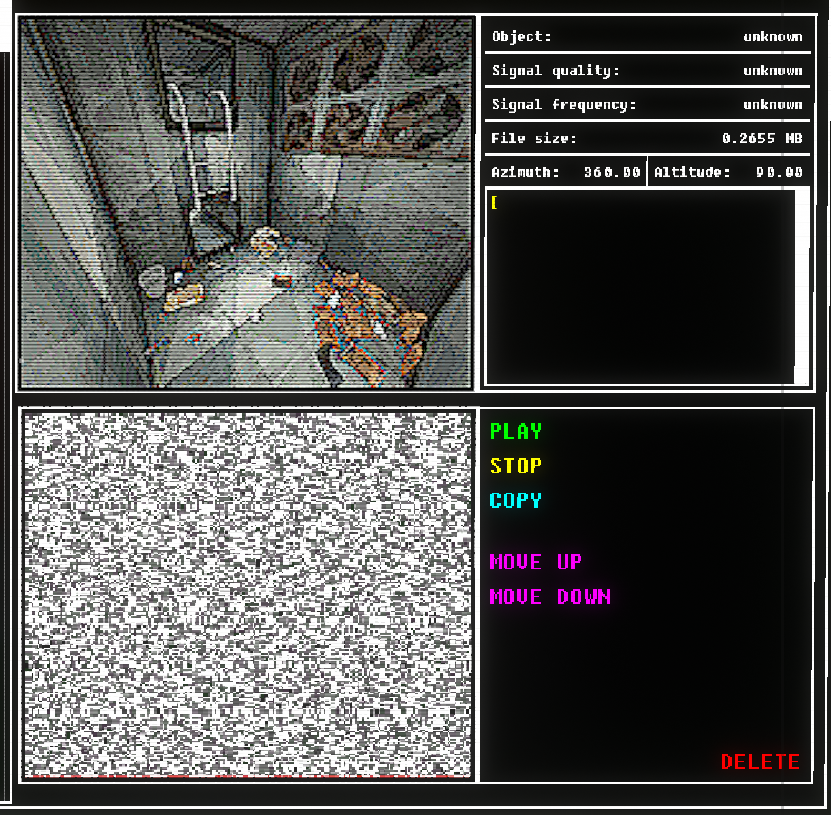 Object: unknown
Signal quality: unknown
Signal frequency: unknown
File size: 0.2655 MB
Azimuth: 360.00 Altitude: 90.00
[
PLAY
STOP
COPY
MOVE UP
MOVE DOWN
DELETE